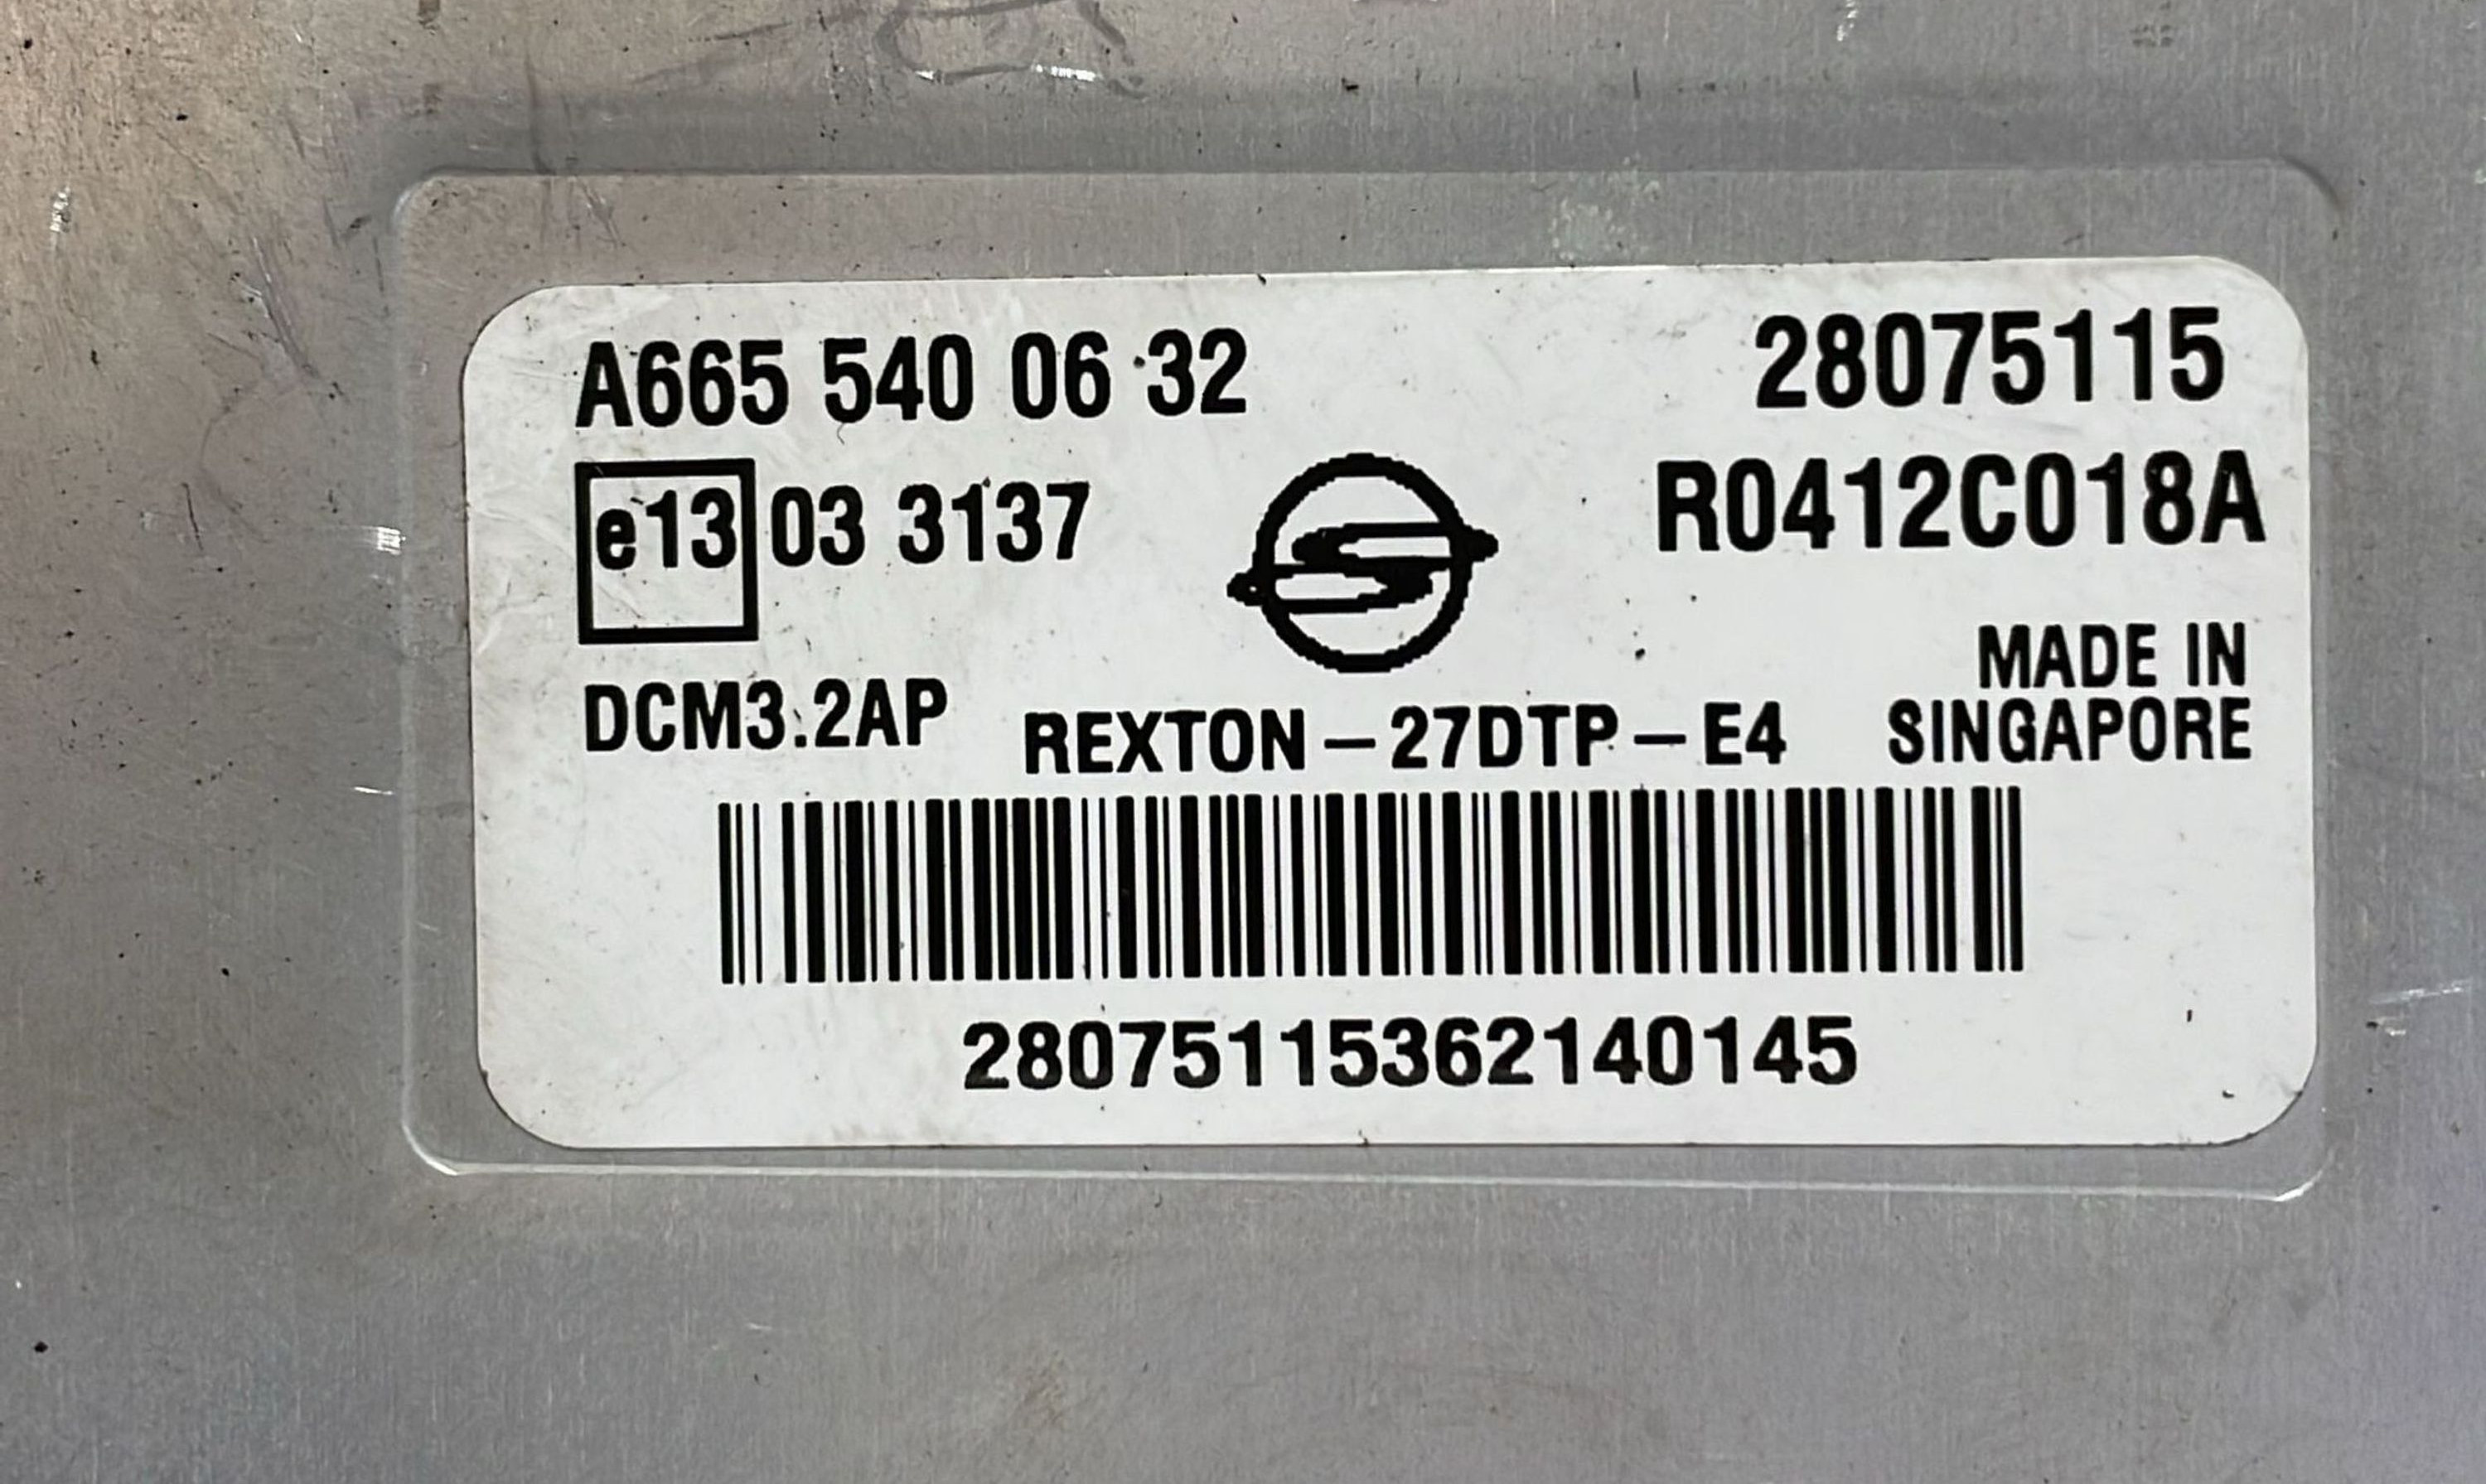 A665 540 06 32 28075115
e13 03 3137 R0412C018A
MADE IN
DCM3.2AP REXTON-27DTP-E4 SINGAPORE
28075115362140145